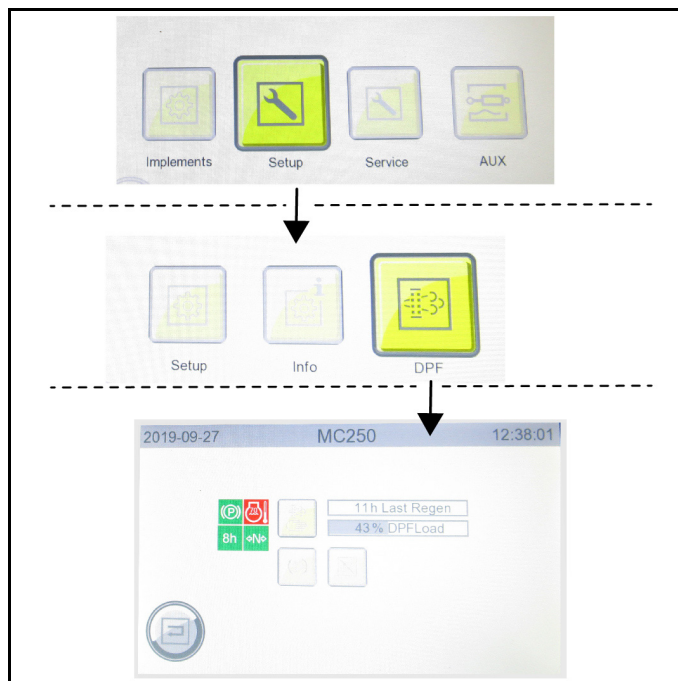 Implements Setup Service AUX
Setup Info DPF
2019-09-27 MC250 12:38:01
(P) 70 11h Last Regen
8h N 43% DPFLoad